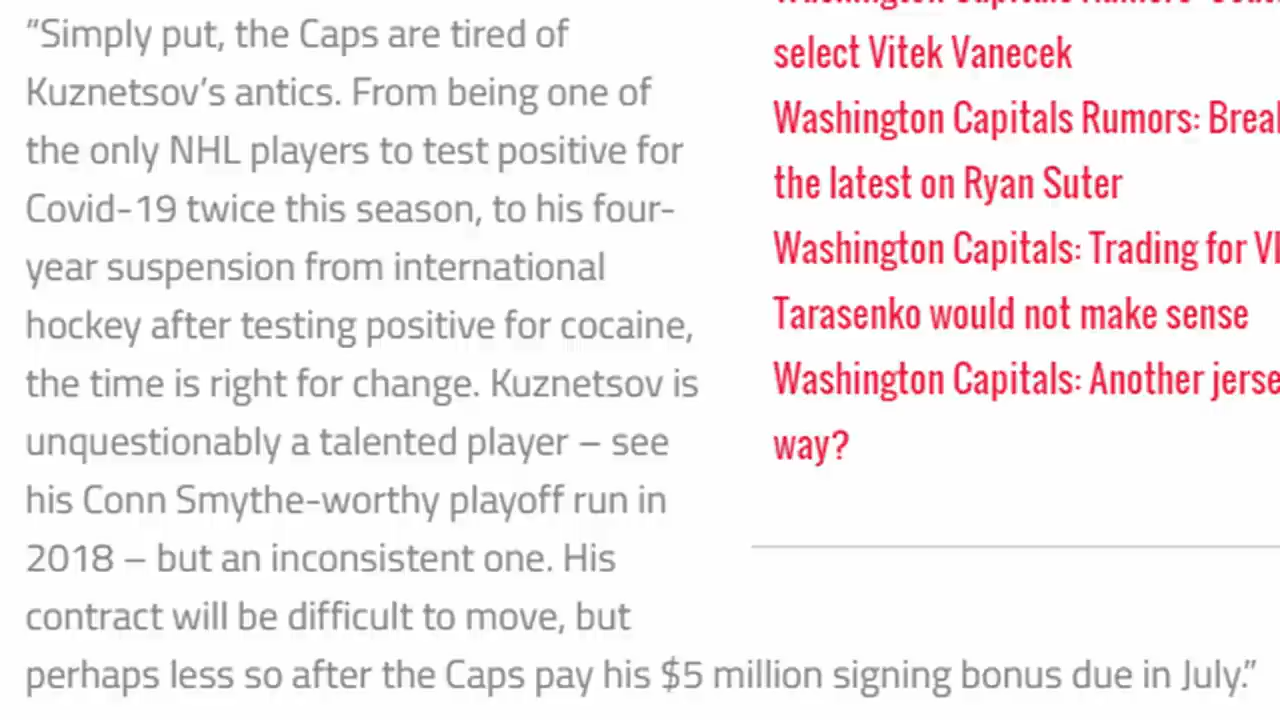 “Simply put, the Caps are tired of
Kuznetsov’s antics. From being one of
the only NHL players to test positive for
Covid-19 twice this season, to his four-
year suspension from international
hockey after testing positive for cocaine,
the time is right for change. Kuznetsov is
unquestionably a talented player – see
his Conn Smythe-worthy playoff run in
2018 – but an inconsistent one. His
contract will be difficult to move, but
perhaps less so after the Caps pay his $5 million signing bonus due in July.”
Washington Capitals Rumors:
select Vitek Vanecek
Washington Capitals Rumors:
the latest on Ryan Suter
Washington Capitals: Trading for
Tarasenko would not make sense
Washington Capitals: Another
way?